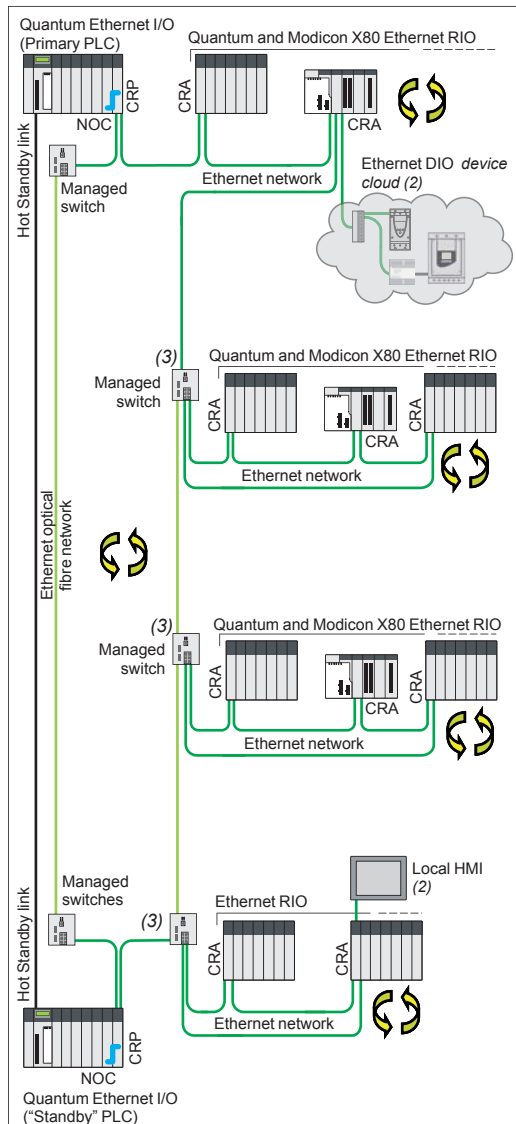 Quantum Ethernet I/O
(Primary PLC)
Quantum and Modicon X80 Ethernet RIO
CRP
NOC
CRA
CRA
Hot Standby link
Managed
switch
Ethernet network
Ethernet DIO device
cloud (2)
(3)
Quantum and Modicon X80 Ethernet RIO
Managed
switch
CRA
CRA
CRA
Ethernet network
Ethernet optical
fibre network
(3)
Quantum and Modicon X80 Ethernet RIO
Managed
switch
CRA
CRA
CRA
Ethernet network
Local HMI
(2)
Managed
switches
(3)
Ethernet RIO
Hot Standby link
CRA
CRA
Ethernet network
CRP
NOC
Quantum Ethernet I/O
(“Standby” PLC)